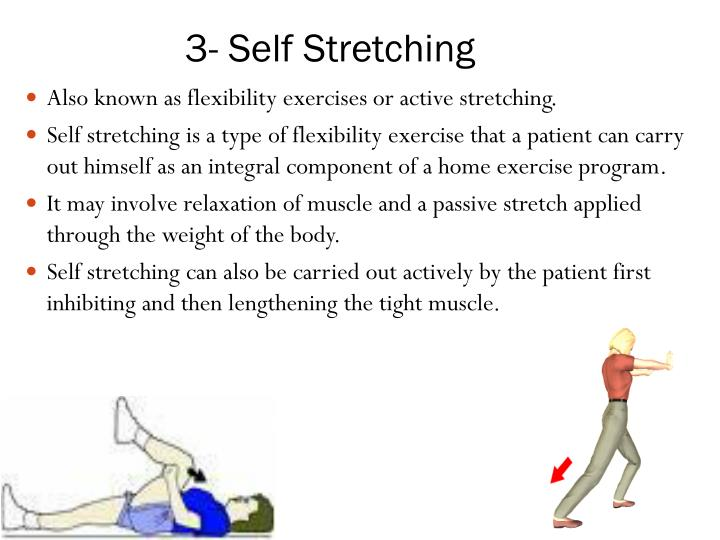 3- Self Stretching
• Also known as flexibility exercises or active stretching.
• Self stretching is a type of flexibility exercise that a patient can carry
out himself as an integral component of a home exercise program.
• It may involve relaxation of muscle and a passive stretch applied
through the weight of the body.
• Self stretching can also be carried out actively by the patient first
inhibiting and then lengthening the tight muscle.